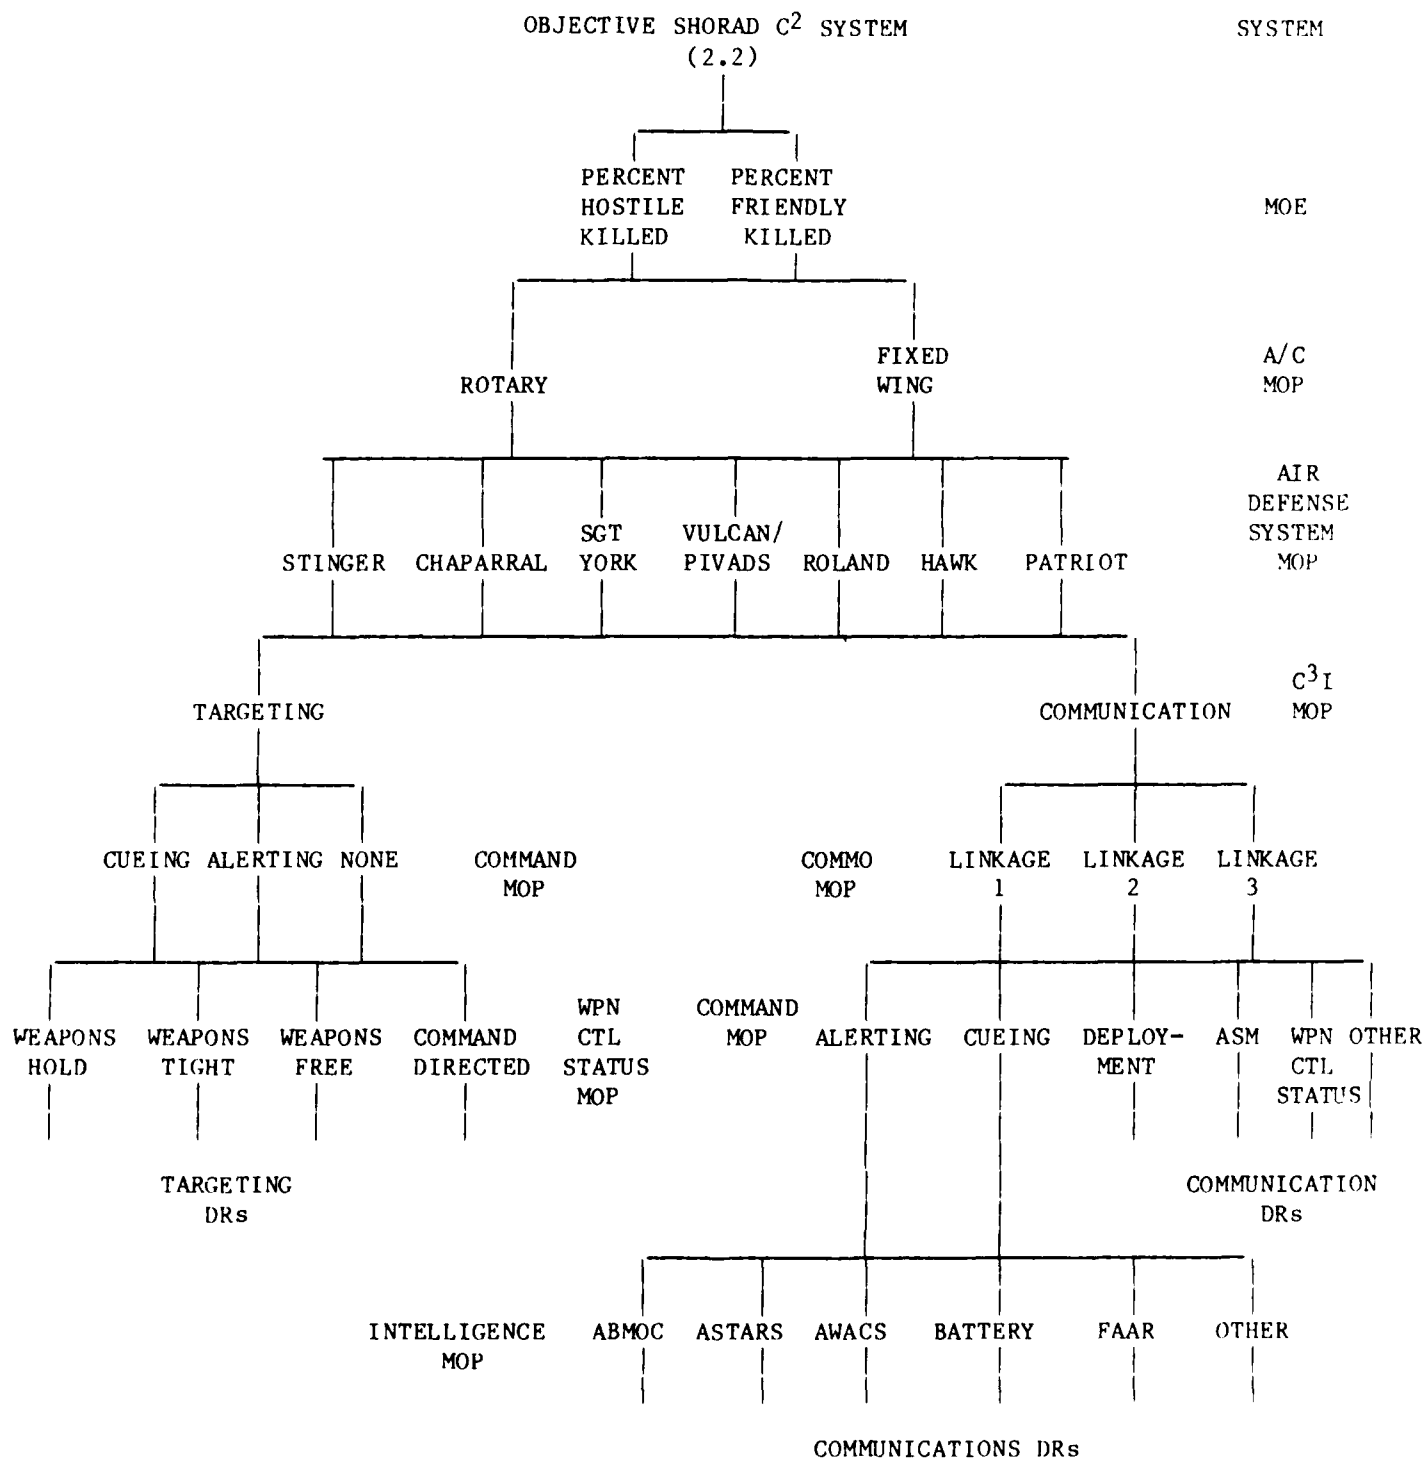 OBJECTIVE SHORAD C² SYSTEM SYSTEM
(2.2)
PERCENT PERCENT
HOSTILE FRIENDLY MOE
KILLED KILLED
FIXED A/C
ROTARY WING MOP
AIR
DEFENSE
SGT VULCAN/ SYSTEM
STINGER CHAPARRAL YORK PIVADS ROLAND HAWK PATRIOT MOP
C³I
TARGETING COMMUNICATION MOP
CUEING ALERTING NONE COMMAND COMMO LINKAGE LINKAGE LINKAGE
MOP MOP 1 2 3
WPN COMMAND
WEAPONS WEAPONS WEAPONS COMMAND CTL MOP ALERTING CUEING DEPLOY- ASM WPN OTHER
HOLD TIGHT FREE DIRECTED STATUS MENT CTL
MOP STATUS
TARGETING COMMUNICATION
DRs DRs
INTELLIGENCE ABMOC ASTARS AWACS BATTERY FAAR OTHER
MOP
COMMUNICATIONS DRs